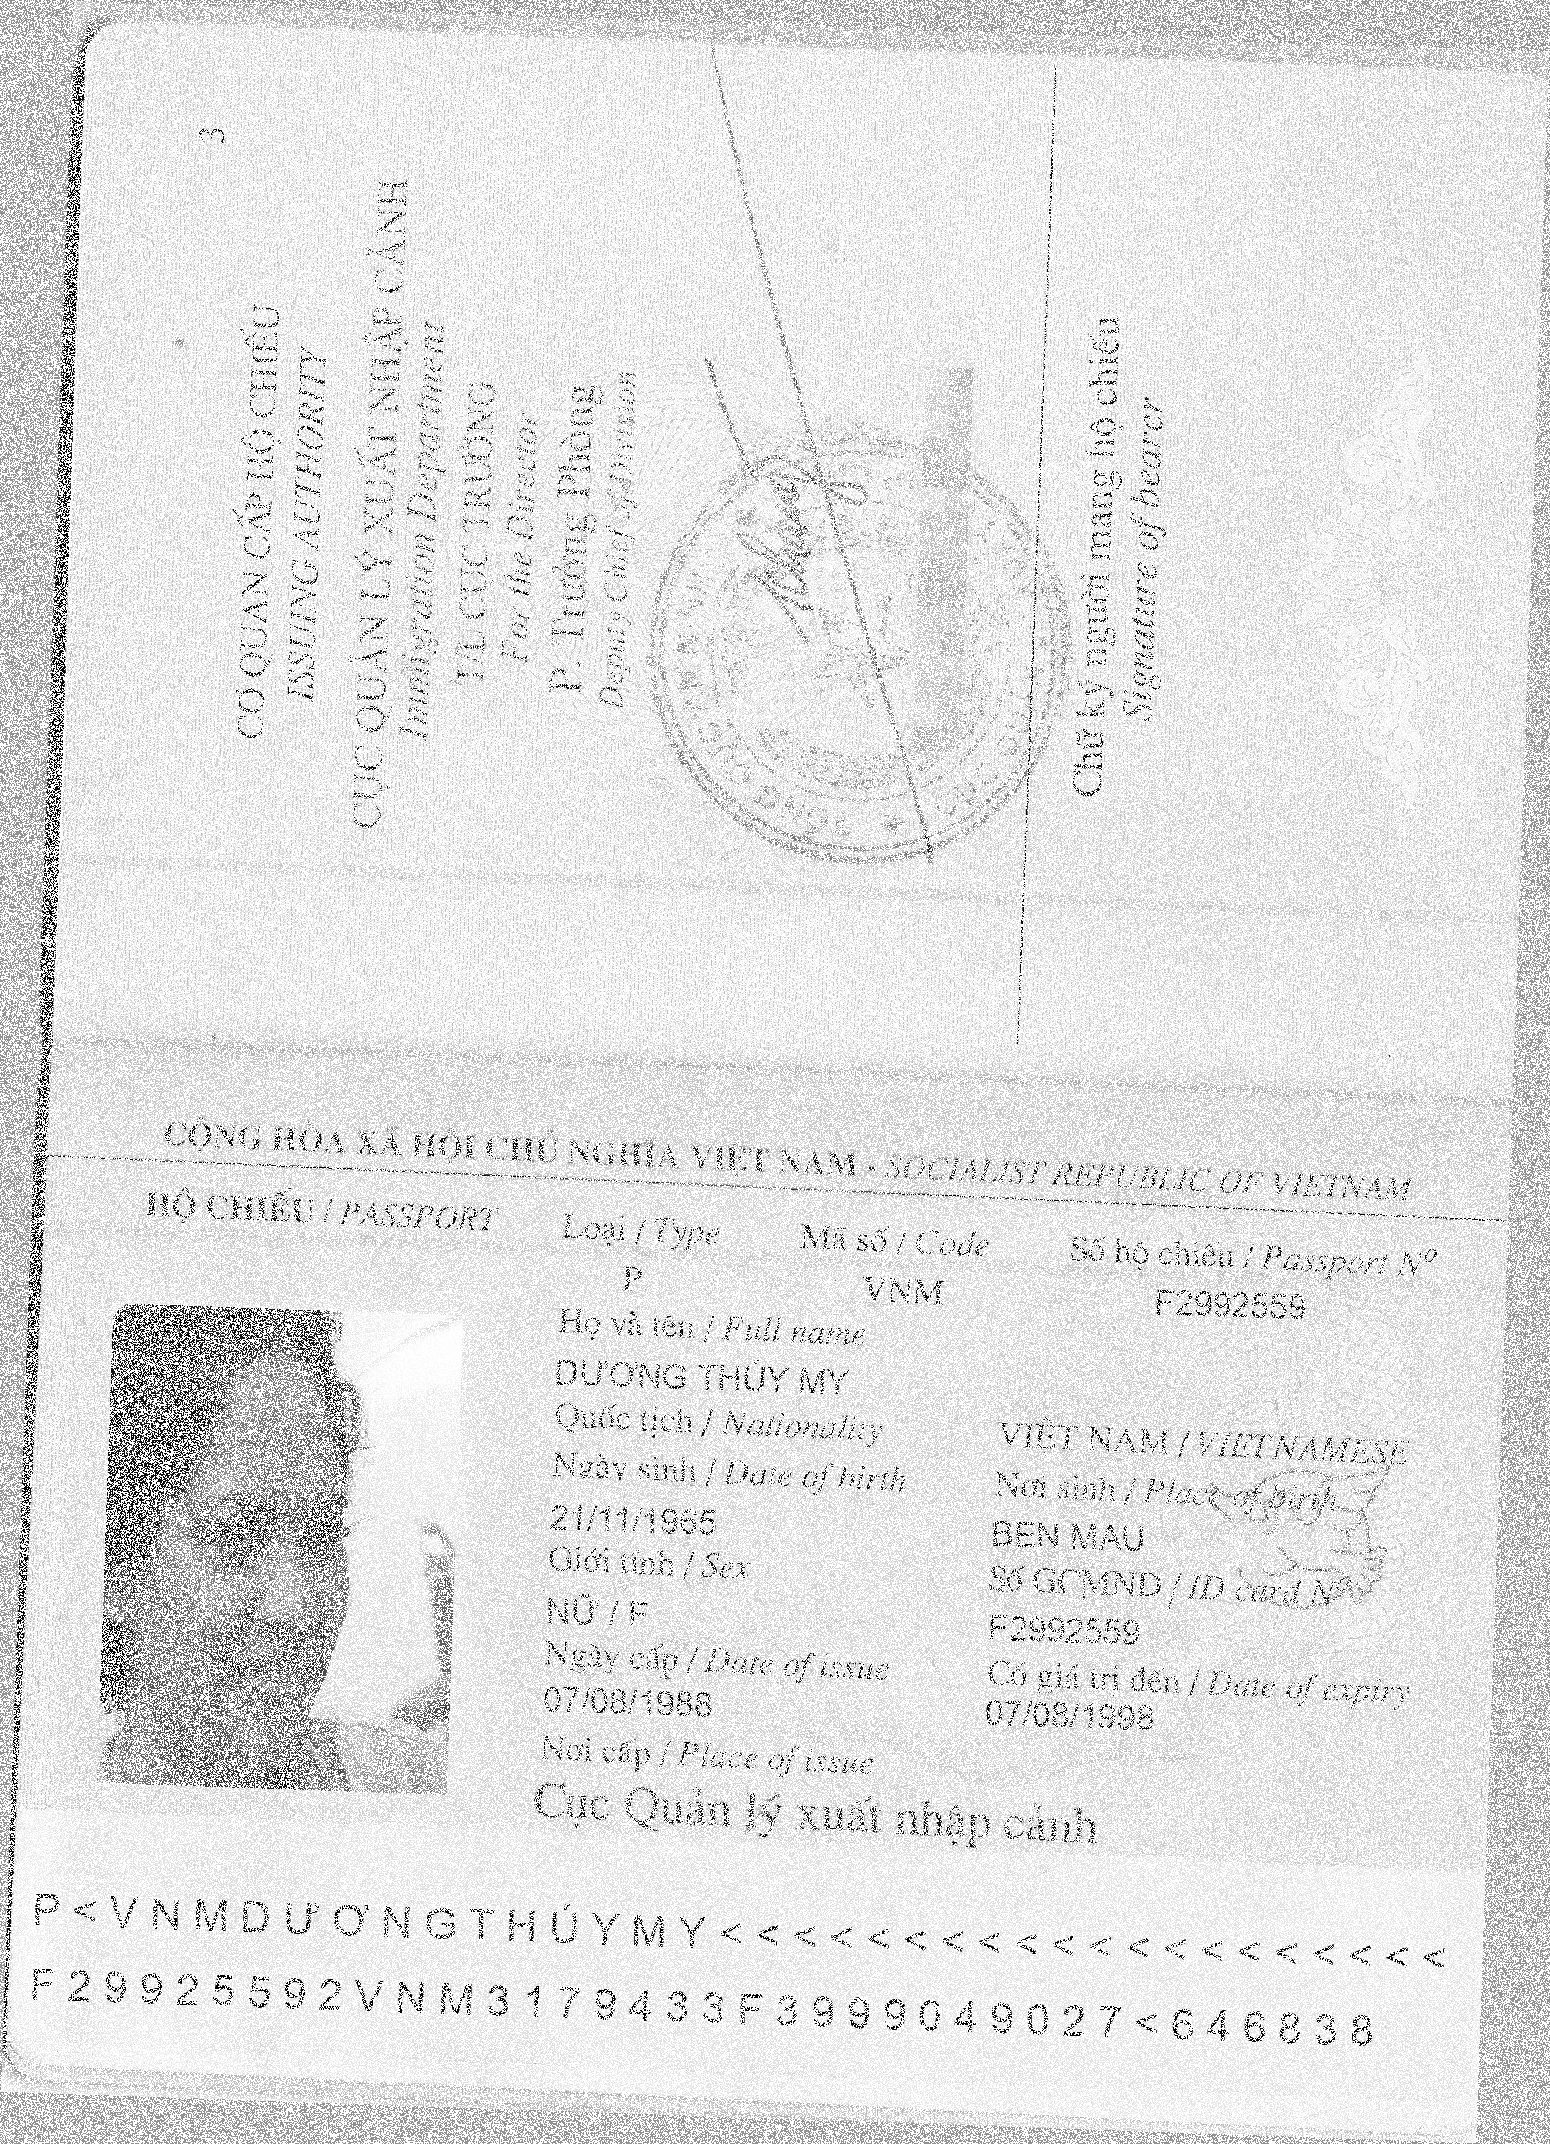 3
CƠ QUAN CẤP HỘ CHIẾU
ISSUING AUTHORITY
CỤC QUẢN LÝ XUẤT NHẬP CẢNH
Immigration Department
TL CỤC TRƯỞNG
For the Director
P. Trưởng Phòng
Deputy Chief of Division
Chữ ký người mang hộ chiếu
Signature of bearer
CỘNG HÒA XÃ HỘI CHỦ NGHĨA VIỆT NAM - SOCIALIST REPUBLIC OF VIETNAM
HỘ CHIẾU / PASSPORT Loại / Type Mã số / Code Số hộ chiếu / Passport Nº
P VNM F2992559
Họ và tên / Full name
DƯƠNG THÚY MY
Quốc tịch / Nationality VIỆT NAM / VIETNAMESE
Ngày sinh / Date of birth Nơi sinh / Place of birth
21/11/1965 BEN MAU
Giới tính / Sex Số GCMND / ID card Nº
NỮ / F F2992559
Ngày cấp / Date of issue Có giá trị đến / Date of expiry
07/08/1988 07/08/1998
Nơi cấp / Place of issue
Cục Quản lý xuất nhập cảnh
P<VNMDƯƠNGTHÚYMY<<<<<<<<<<<<<<<<<<<<
F29925592VNM3179433F3999049027<646838